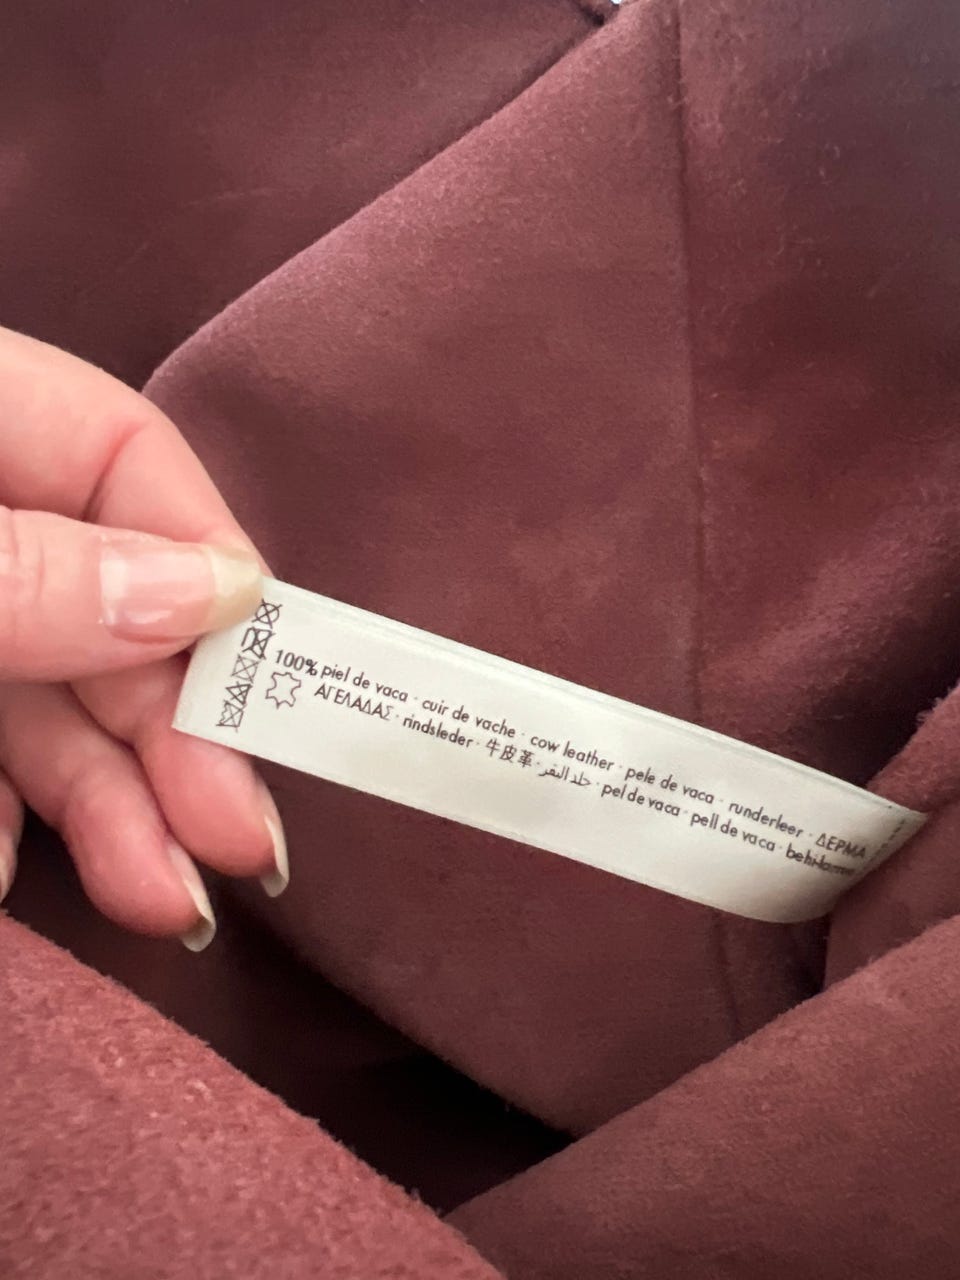 100% piel de vaca · cuir de vache · cow leather · pele de vaca · runderleer · ΔΕΡΜΑ
ΑΓΕΛΑΔΑΣ · rindsleder · 牛皮革 · جلد البقر · pel de vaca · pell de vaca ·